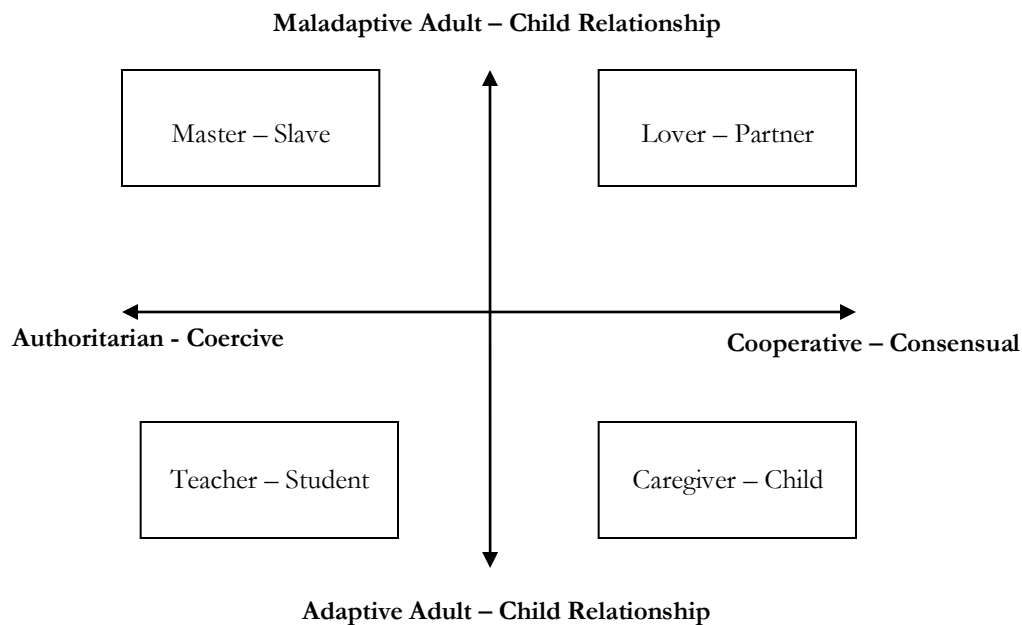 Maladaptive Adult – Child Relationship
Master – Slave
Lover – Partner
Authoritarian - Coercive
Cooperative – Consensual
Teacher – Student
Caregiver – Child
Adaptive Adult – Child Relationship